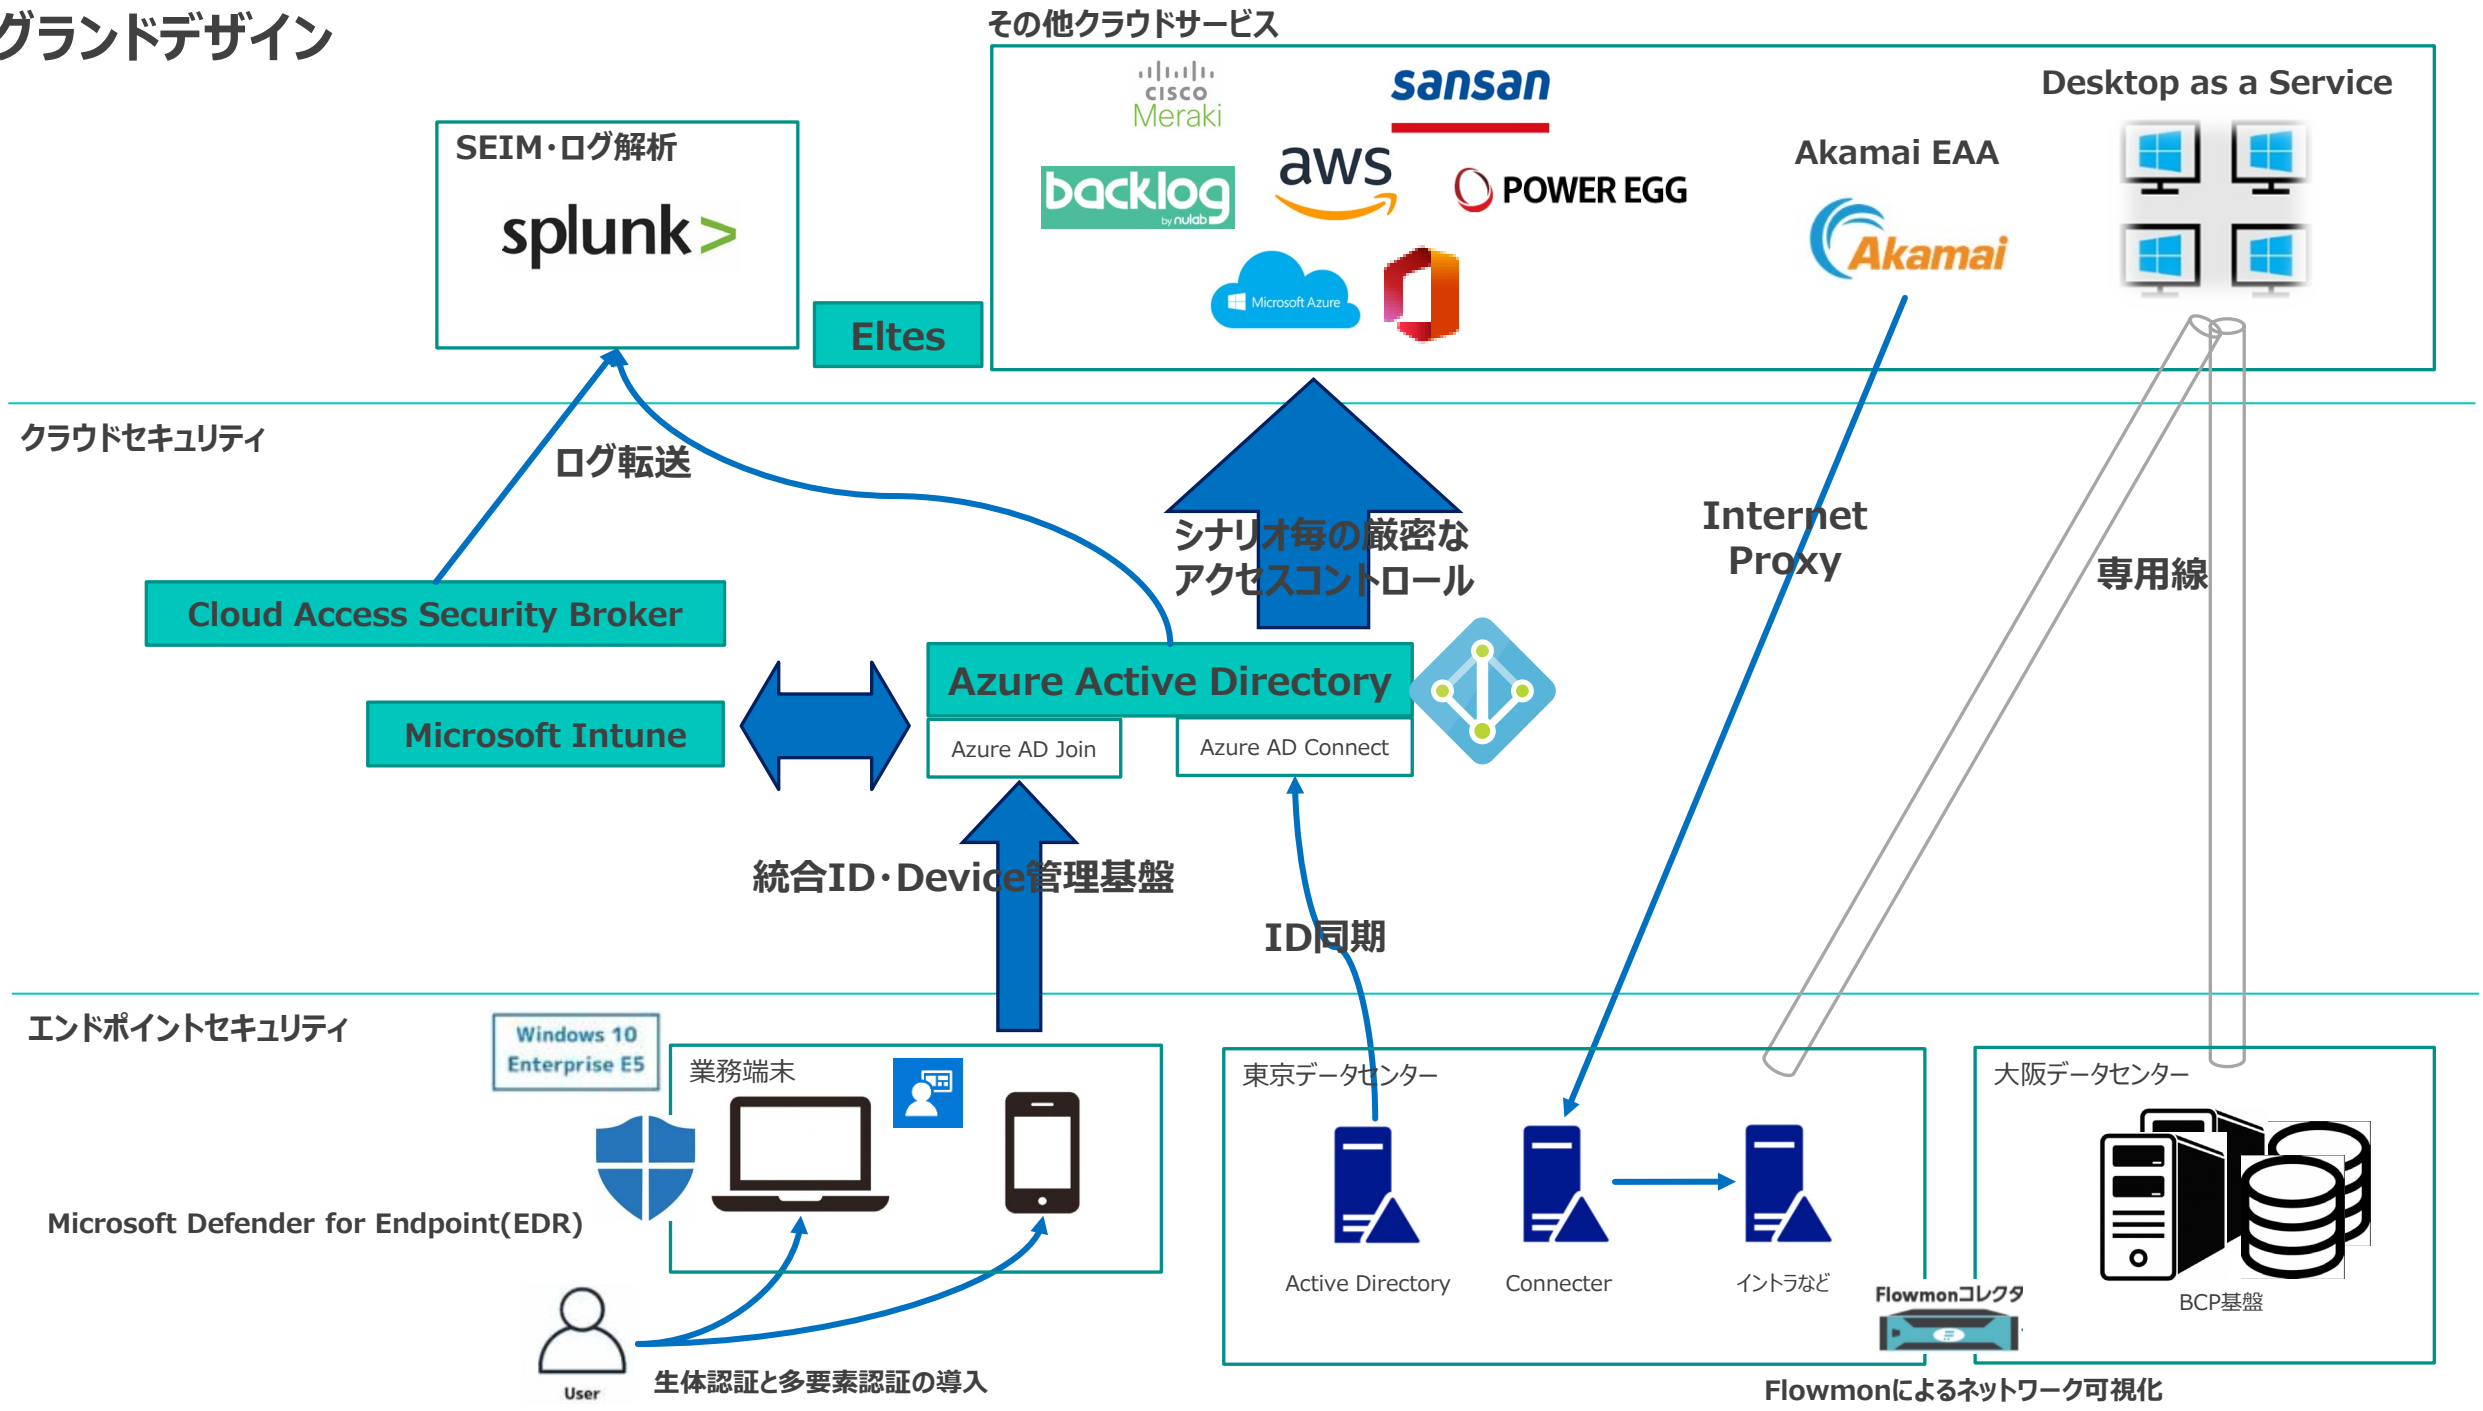 グランドデザイン
その他クラウドサービス
CISCO
Meraki
sansan
Desktop as a Service
SEIM・ログ解析
splunk>
backlog
by nulab
aws
POWER EGG
Akamai EAA
Akamai
Microsoft Azure
Eltes
クラウドセキュリティ
ログ転送
シナリオ毎の厳密な
アクセスコントロール
Internet
Proxy
専用線
Cloud Access Security Broker
Azure Active Directory
Microsoft Intune
Azure AD Join
Azure AD Connect
統合ID・Device管理基盤
ID同期
エンドポイントセキュリティ
Windows 10
Enterprise E5
業務端末
東京データセンター
大阪データセンター
Microsoft Defender for Endpoint(EDR)
Active Directory
Connecter
イントラなど
Flowmonコレクタ
BCP基盤
User
生体認証と多要素認証の導入
Flowmonによるネットワーク可視化